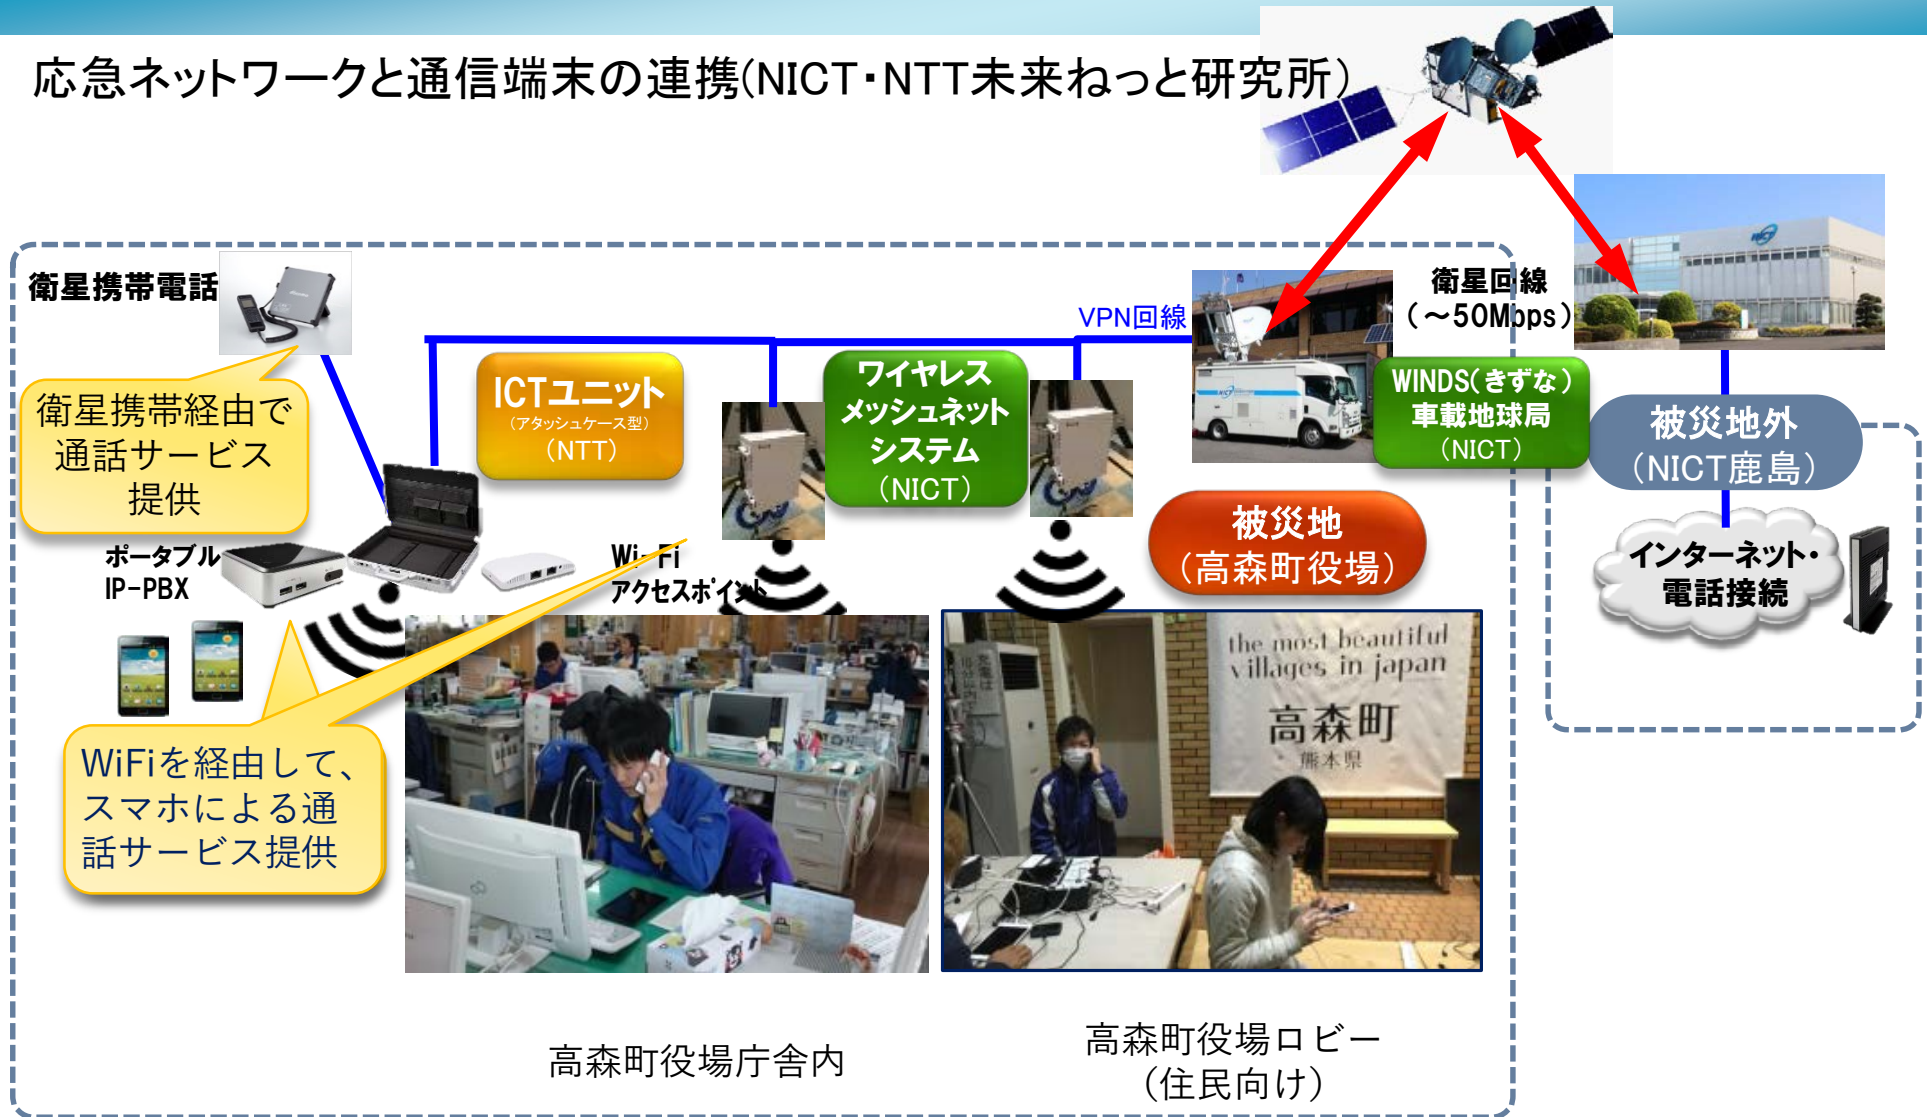 応急ネットワークと通信端末の連携(NICT・NTT未来ねっと研究所)
衛星携帯電話
衛星携帯経由で
通話サービス
提供
ICTユニット
(アタッシュケース型)
(NTT)
ワイヤレス
メッシュネット
システム
(NICT)
VPN回線
衛星回線
(～50Mbps)
WINDS(きずな)
車載地球局
(NICT)
NICT
被災地外
(NICT鹿島)
インターネット・
電話接続
被災地
(高森町役場)
ポータブル
IP-PBX
Wi-Fi
アクセスポイント
WiFiを経由して、
スマホによる通
話サービス提供
the most beautiful
villages in japan
高森町
熊本県
充電は
高森町役場庁舎内
高森町役場ロビー
(住民向け)